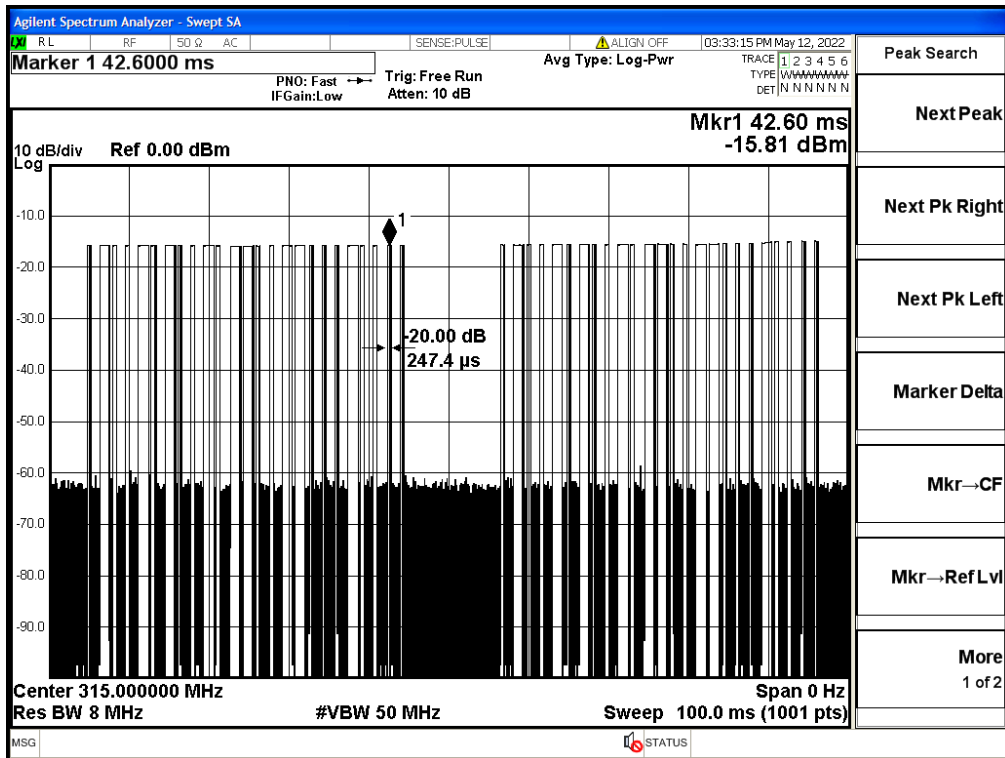 Agilent Spectrum Analyzer - Swept SA
LXI RL RF 50 Ω AC SENSE:PULSE ALIGN OFF 03:33:15 PM May 12, 2022
Marker 1 42.6000 ms
Avg Type: Log-Pwr
TRACE 1 2 3 4 5 6
TYPE
DET N N N N N N
PNO: Fast
IFGain:Low
Trig: Free Run
Atten: 10 dB
Peak Search
Mkr1 42.60 ms
-15.81 dBm
10 dB/div
Log
Ref 0.00 dBm
1
-10.0
-20.0
-30.0
-40.0
-50.0
-60.0
-70.0
-80.0
-90.0
-20.00 dB
247.4 µs
Center 315.000000 MHz
Span 0 Hz
Res BW 8 MHz
#VBW 50 MHz
Sweep 100.0 ms (1001 pts)
MSG
STATUS
Next Peak
Next Pk Right
Next Pk Left
Marker Delta
Mkr→CF
Mkr→Ref Lvl
More
1 of 2